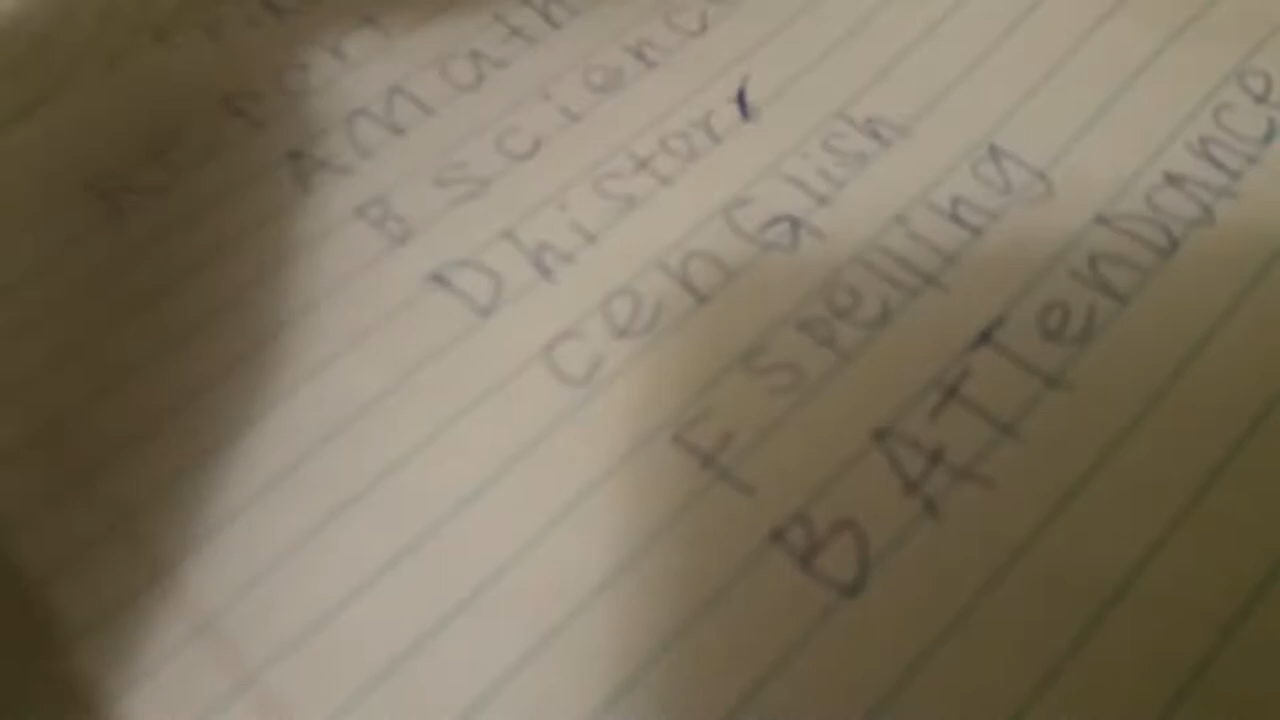 A Math
B Science
D history
C enGlish
F spelling
B ATTenDance